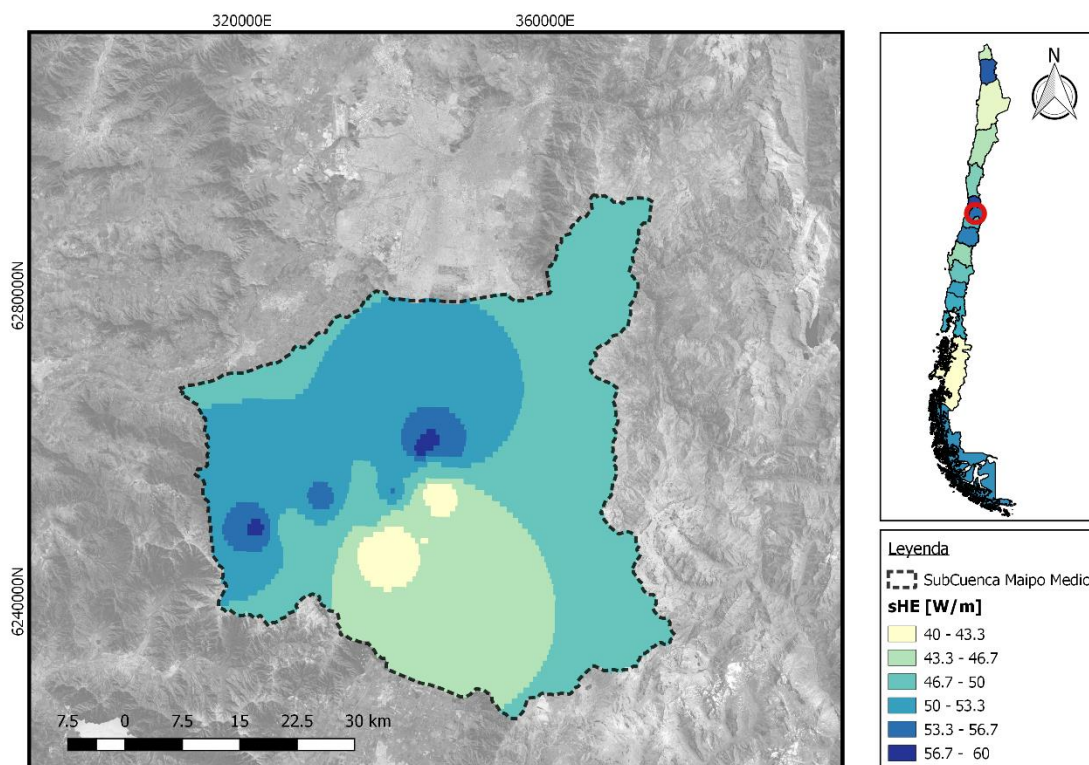 320000E 360000E
6280000N
6240000N
7.5 0 7.5 15 22.5 30 km
N
Leyenda
SubCuenca Maipo Medio
sHE [W/m]
40 - 43.3
43.3 - 46.7
46.7 - 50
50 - 53.3
53.3 - 56.7
56.7 - 60